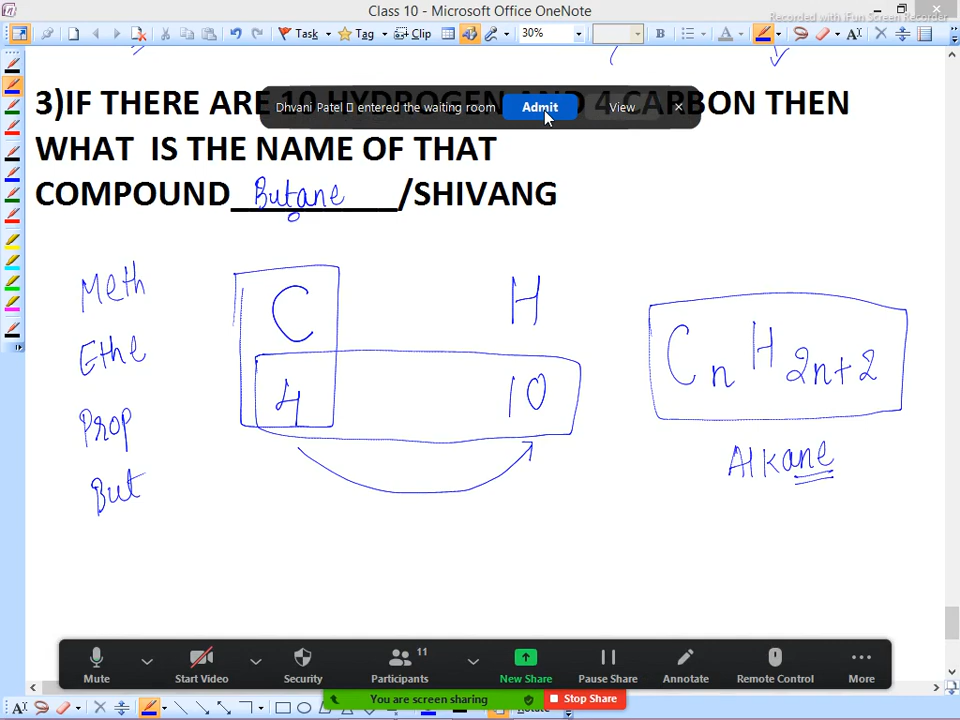 Class 10 - Microsoft Office OneNote
Recorded with iFun Screen Recorder
Task Tag Clip 30% B A
3)IF THERE ARE 10 HYDROGEN AND 4 CARBON THEN
Dhvani Patel entered the waiting room Admit View
WHAT IS THE NAME OF THAT
COMPOUND Butane /SHIVANG
Meth C H
Ethe CnH2n+2
4 10
Prop
Alkane
But
11
Mute Start Video Security Participants New Share Pause Share Annotate Remote Control More
You are screen sharing Stop Share